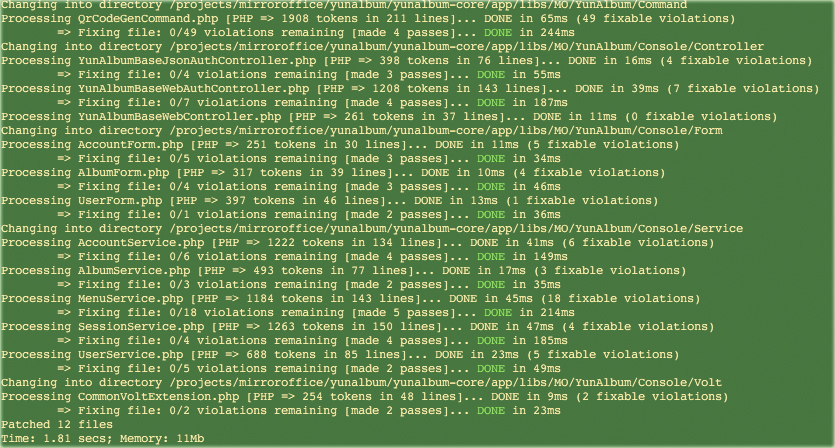 Changing into directory /projects/mirroroffice/yunalbum/yunalbum-core/app/libs/MO/YunAlbum/Command
Processing QrCodeGenCommand.php [PHP => 1908 tokens in 211 lines]... DONE in 65ms (49 fixable violations)
=> Fixing file: 0/49 violations remaining [made 4 passes]... DONE in 244ms
Changing into directory /projects/mirroroffice/yunalbum/yunalbum-core/app/libs/MO/YunAlbum/Console/Controller
Processing YunAlbumBaseJsonAuthController.php [PHP => 398 tokens in 76 lines]... DONE in 16ms (4 fixable violations)
=> Fixing file: 0/4 violations remaining [made 3 passes]... DONE in 55ms
Processing YunAlbumBaseWebAuthController.php [PHP => 1208 tokens in 143 lines]... DONE in 39ms (7 fixable violations)
=> Fixing file: 0/7 violations remaining [made 4 passes]... DONE in 187ms
Processing YunAlbumBaseWebController.php [PHP => 261 tokens in 37 lines]... DONE in 11ms (0 fixable violations)
Changing into directory /projects/mirroroffice/yunalbum/yunalbum-core/app/libs/MO/YunAlbum/Console/Form
Processing AccountForm.php [PHP => 251 tokens in 30 lines]... DONE in 11ms (5 fixable violations)
=> Fixing file: 0/5 violations remaining [made 3 passes]... DONE in 34ms
Processing AlbumForm.php [PHP => 317 tokens in 39 lines]... DONE in 10ms (4 fixable violations)
=> Fixing file: 0/4 violations remaining [made 3 passes]... DONE in 46ms
Processing UserForm.php [PHP => 397 tokens in 46 lines]... DONE in 13ms (1 fixable violations)
=> Fixing file: 0/1 violations remaining [made 2 passes]... DONE in 36ms
Changing into directory /projects/mirroroffice/yunalbum/yunalbum-core/app/libs/MO/YunAlbum/Console/Service
Processing AccountService.php [PHP => 1222 tokens in 134 lines]... DONE in 41ms (6 fixable violations)
=> Fixing file: 0/6 violations remaining [made 4 passes]... DONE in 149ms
Processing AlbumService.php [PHP => 493 tokens in 77 lines]... DONE in 17ms (3 fixable violations)
=> Fixing file: 0/3 violations remaining [made 2 passes]... DONE in 35ms
Processing MenuService.php [PHP => 1184 tokens in 143 lines]... DONE in 45ms (18 fixable violations)
=> Fixing file: 0/18 violations remaining [made 5 passes]... DONE in 214ms
Processing SessionService.php [PHP => 1263 tokens in 150 lines]... DONE in 47ms (4 fixable violations)
=> Fixing file: 0/4 violations remaining [made 4 passes]... DONE in 185ms
Processing UserService.php [PHP => 688 tokens in 85 lines]... DONE in 23ms (5 fixable violations)
=> Fixing file: 0/5 violations remaining [made 2 passes]... DONE in 49ms
Changing into directory /projects/mirroroffice/yunalbum/yunalbum-core/app/libs/MO/YunAlbum/Console/Volt
Processing CommonVoltExtension.php [PHP => 254 tokens in 48 lines]... DONE in 9ms (2 fixable violations)
=> Fixing file: 0/2 violations remaining [made 2 passes]... DONE in 23ms
Patched 12 files
Time: 1.81 secs; Memory: 11Mb